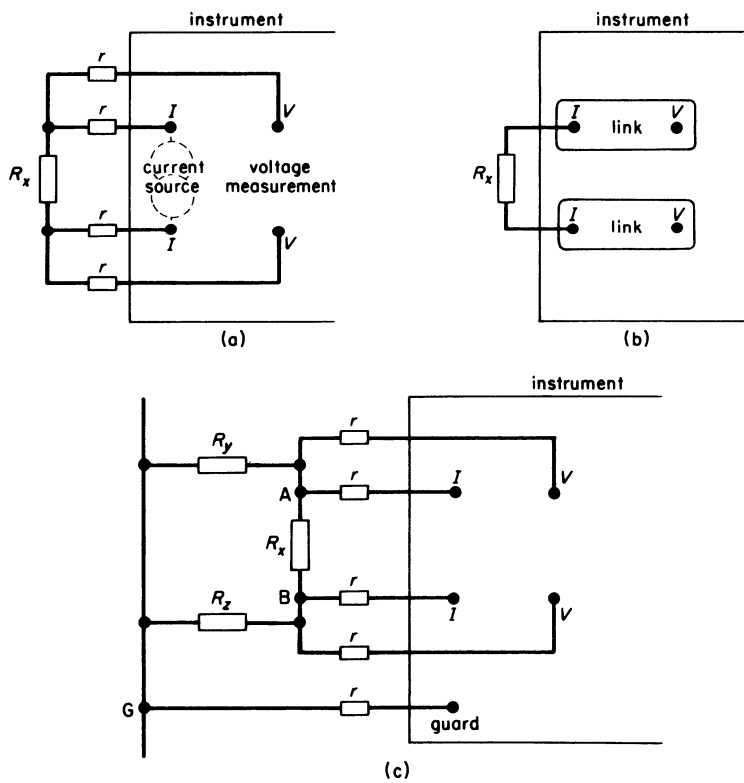 instrument
r
V
r
I
R_x
current
source
voltage
measurement
r
I
V
r
(a)
instrument
I
link
V
R_x
I
link
V
(b)
instrument
r
R_y
A
r
I
V
R_x
R_z
B
r
I
V
r
G
r
guard
(c)